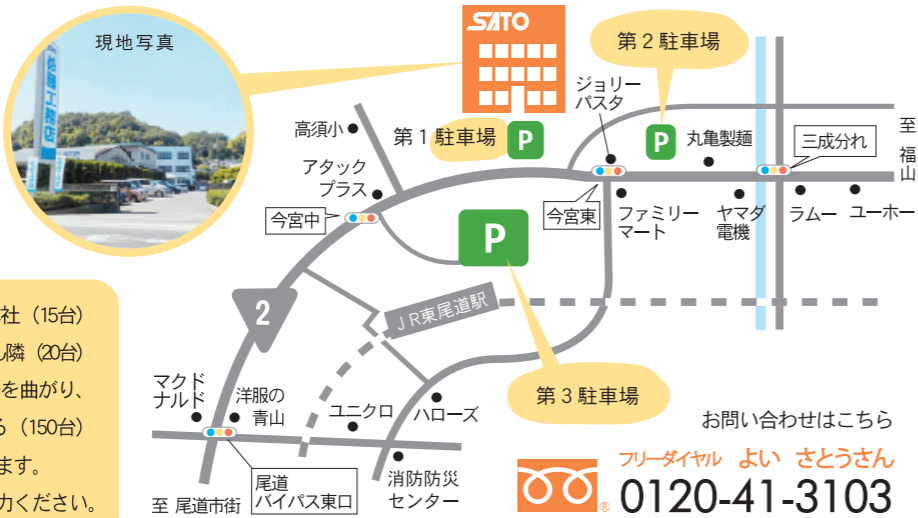 現地写真
佐藤工務店
SATO
第2駐車場
ジョリー
パスタ
高須小
第1駐車場
P
P
丸亀製麺
三成分れ
至
福山
アタック
プラス
今宮中
P
今宮東
ファミリー
マート
ヤマダ
電機
ラムー
ユーホー
2
JR東尾道駅
社(15台)
隣(20台)
を曲がり、
(150台)
ます。
力ください。
第3駐車場
マクド
ナルド
洋服の
青山
ユニクロ
ハローズ
お問い合わせはこちら
至 尾道市街
尾道
バイパス東口
消防防災
センター
フリーダイヤル よい さとうさん
® 0120-41-3103